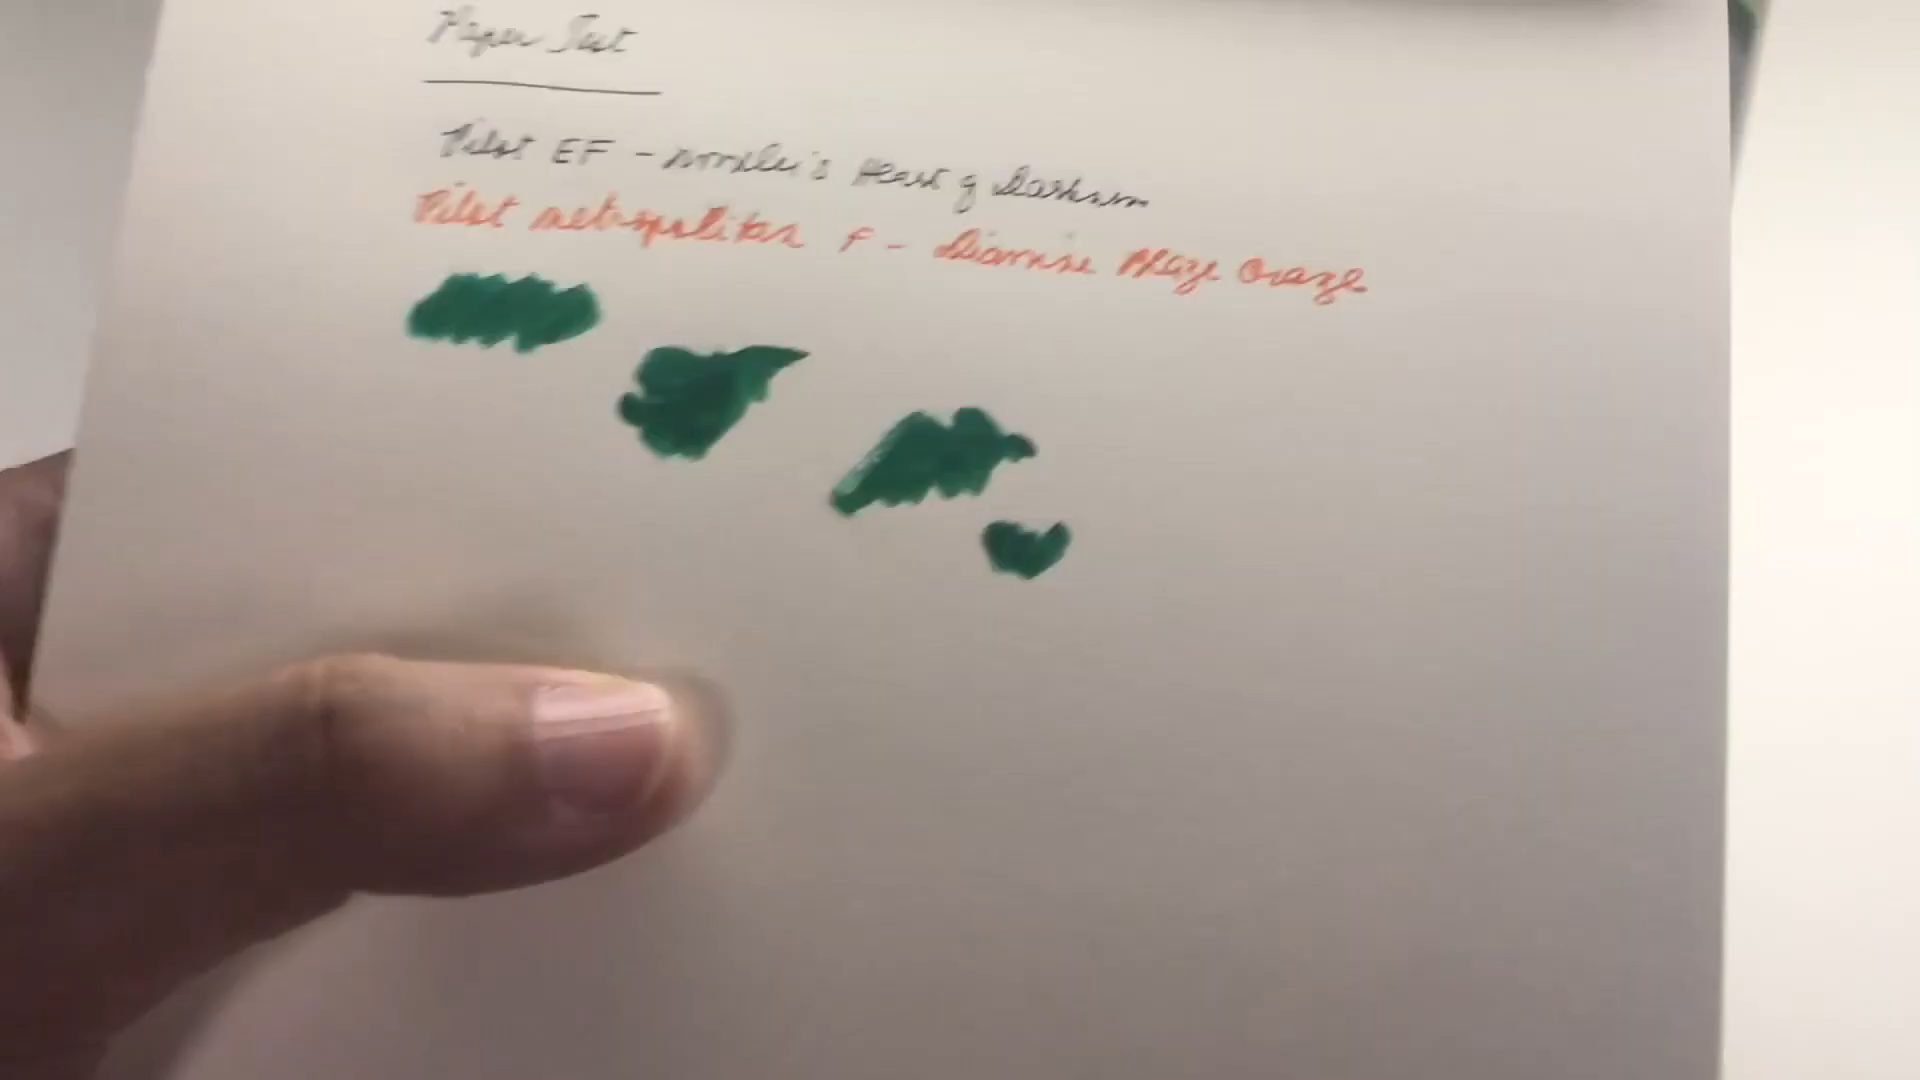 Paper Test
Pilot EF - Noodler's Heart of Darkness
Pilot Metropolitan F - Diamine Blaze Orange